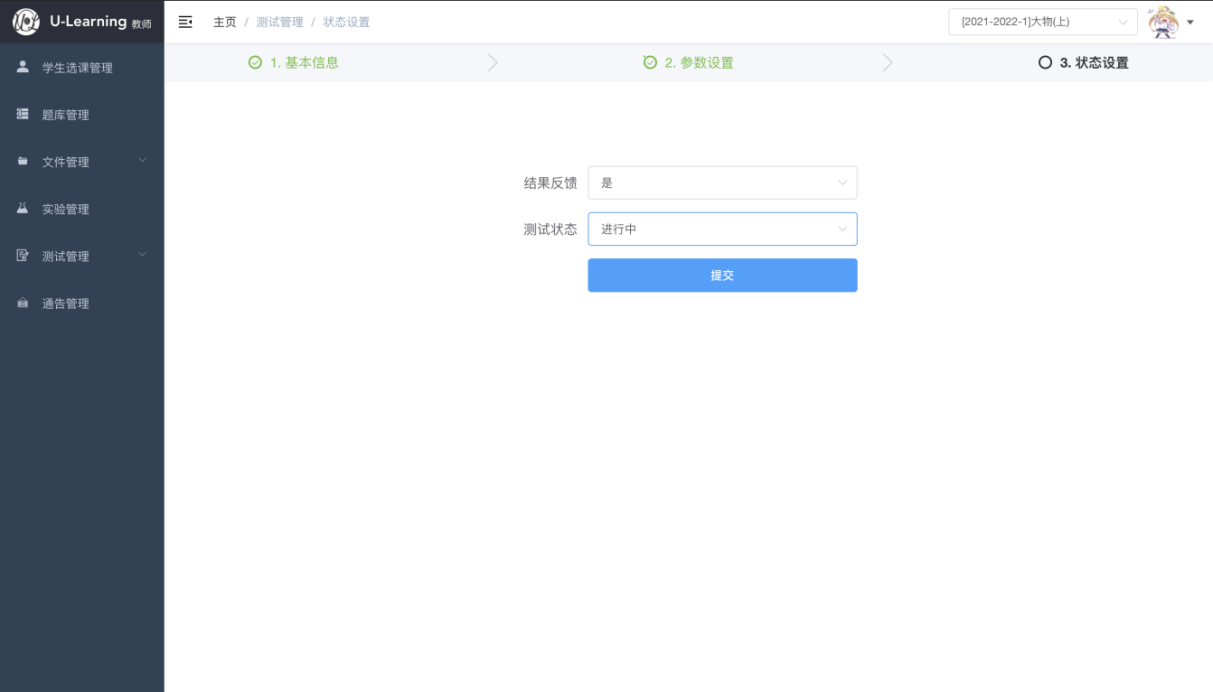 U-Learning 教师
主页 / 测试管理 / 状态设置
[2021-2022-1]大物(上)
学生选课管理
题库管理
文件管理
实验管理
测试管理
通告管理
1. 基本信息
2. 参数设置
3. 状态设置
结果反馈 是
测试状态 进行中
提交